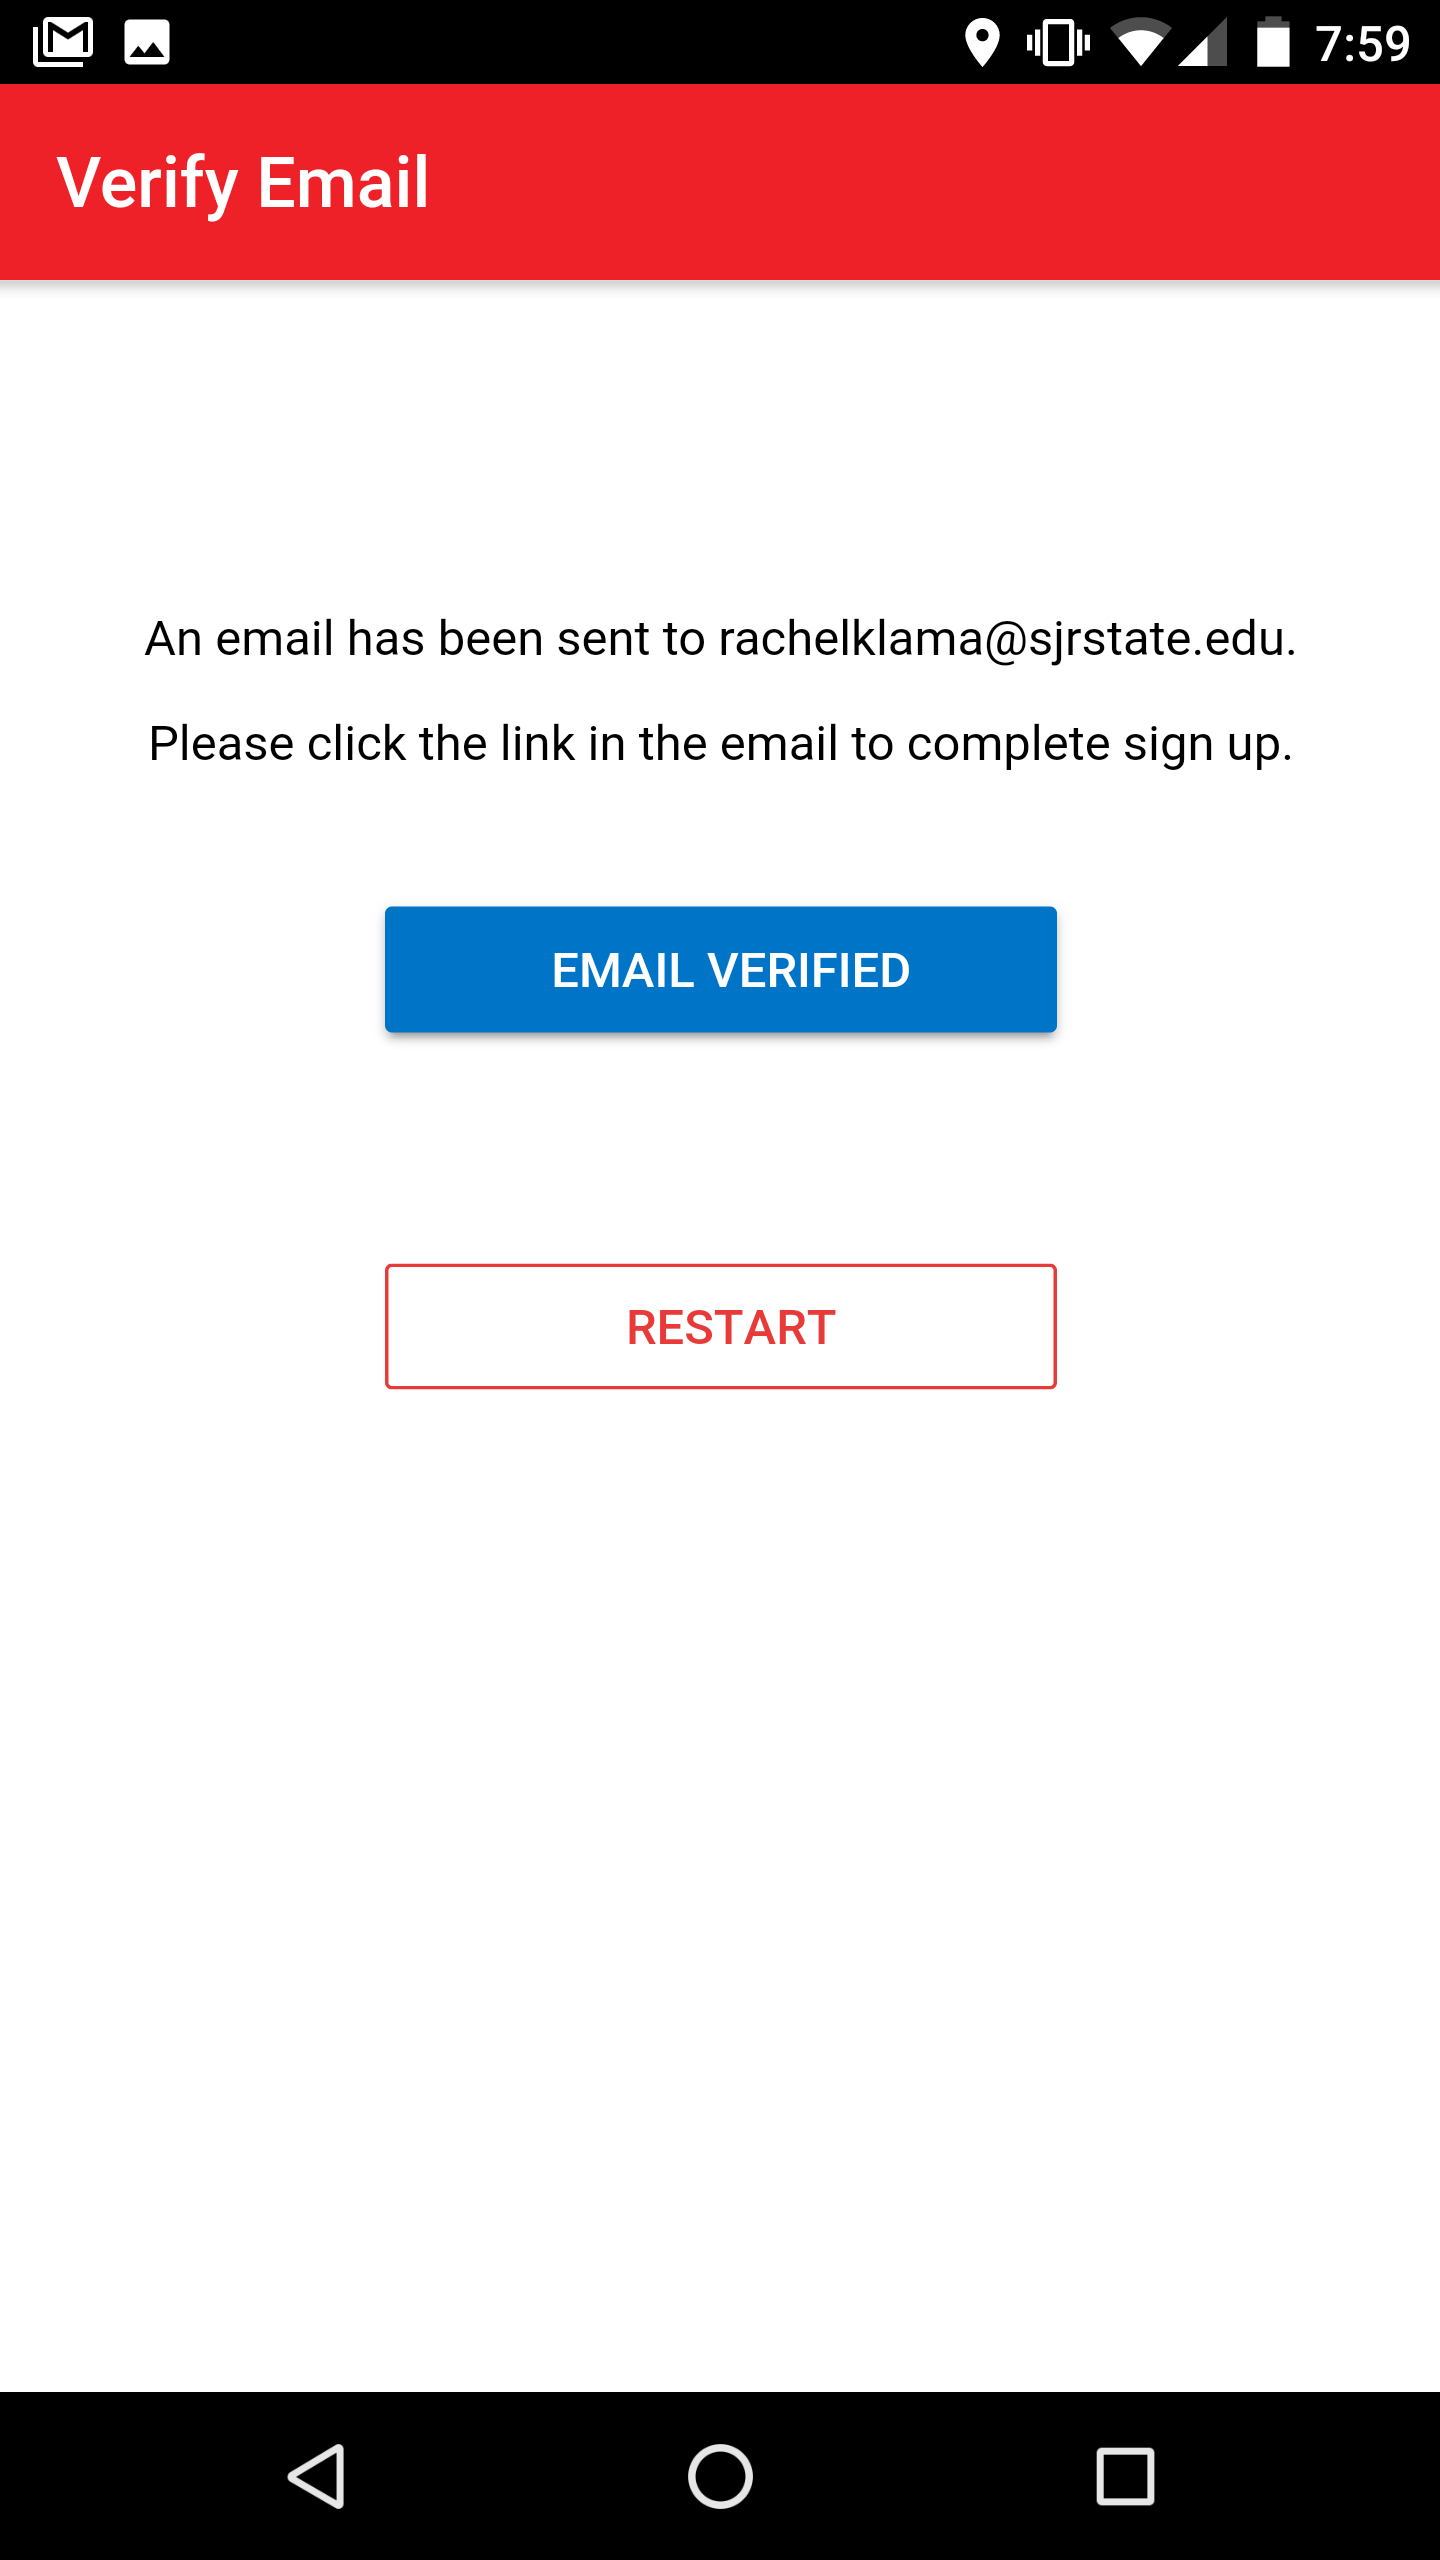 7:59
Verify Email
An email has been sent to rachelklama@sjrstate.edu.
Please click the link in the email to complete sign up.
EMAIL VERIFIED
RESTART